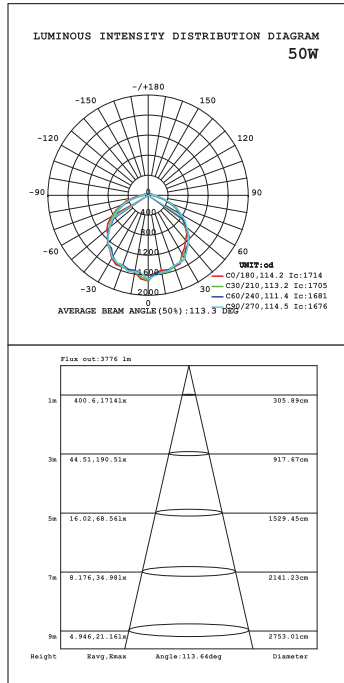 LUMINOUS INTENSITY DISTRIBUTION DIAGRAM
50W
-/+180
-150 150
-120 120
-90 90
-60 60
-30 30
0
0
400
800
1200
1600
2000
UNIT:cd
C0/180,114.2 Ic:1714
C30/210,113.2 Ic:1705
C60/240,111.4 Ic:1681
C90/270,114.5 Ic:1676
AVERAGE BEAM ANGLE(50%):113.3 DEG
Flux out:3776 lm
1m 400.6,1714lx 305.89cm
3m 44.51,190.5lx 917.67cm
5m 16.02,68.56lx 1529.45cm
7m 8.176,34.98lx 2141.23cm
9m 4.946,21.16lx 2753.01cm
Height Eavg,Emax Angle:113.64deg Diameter